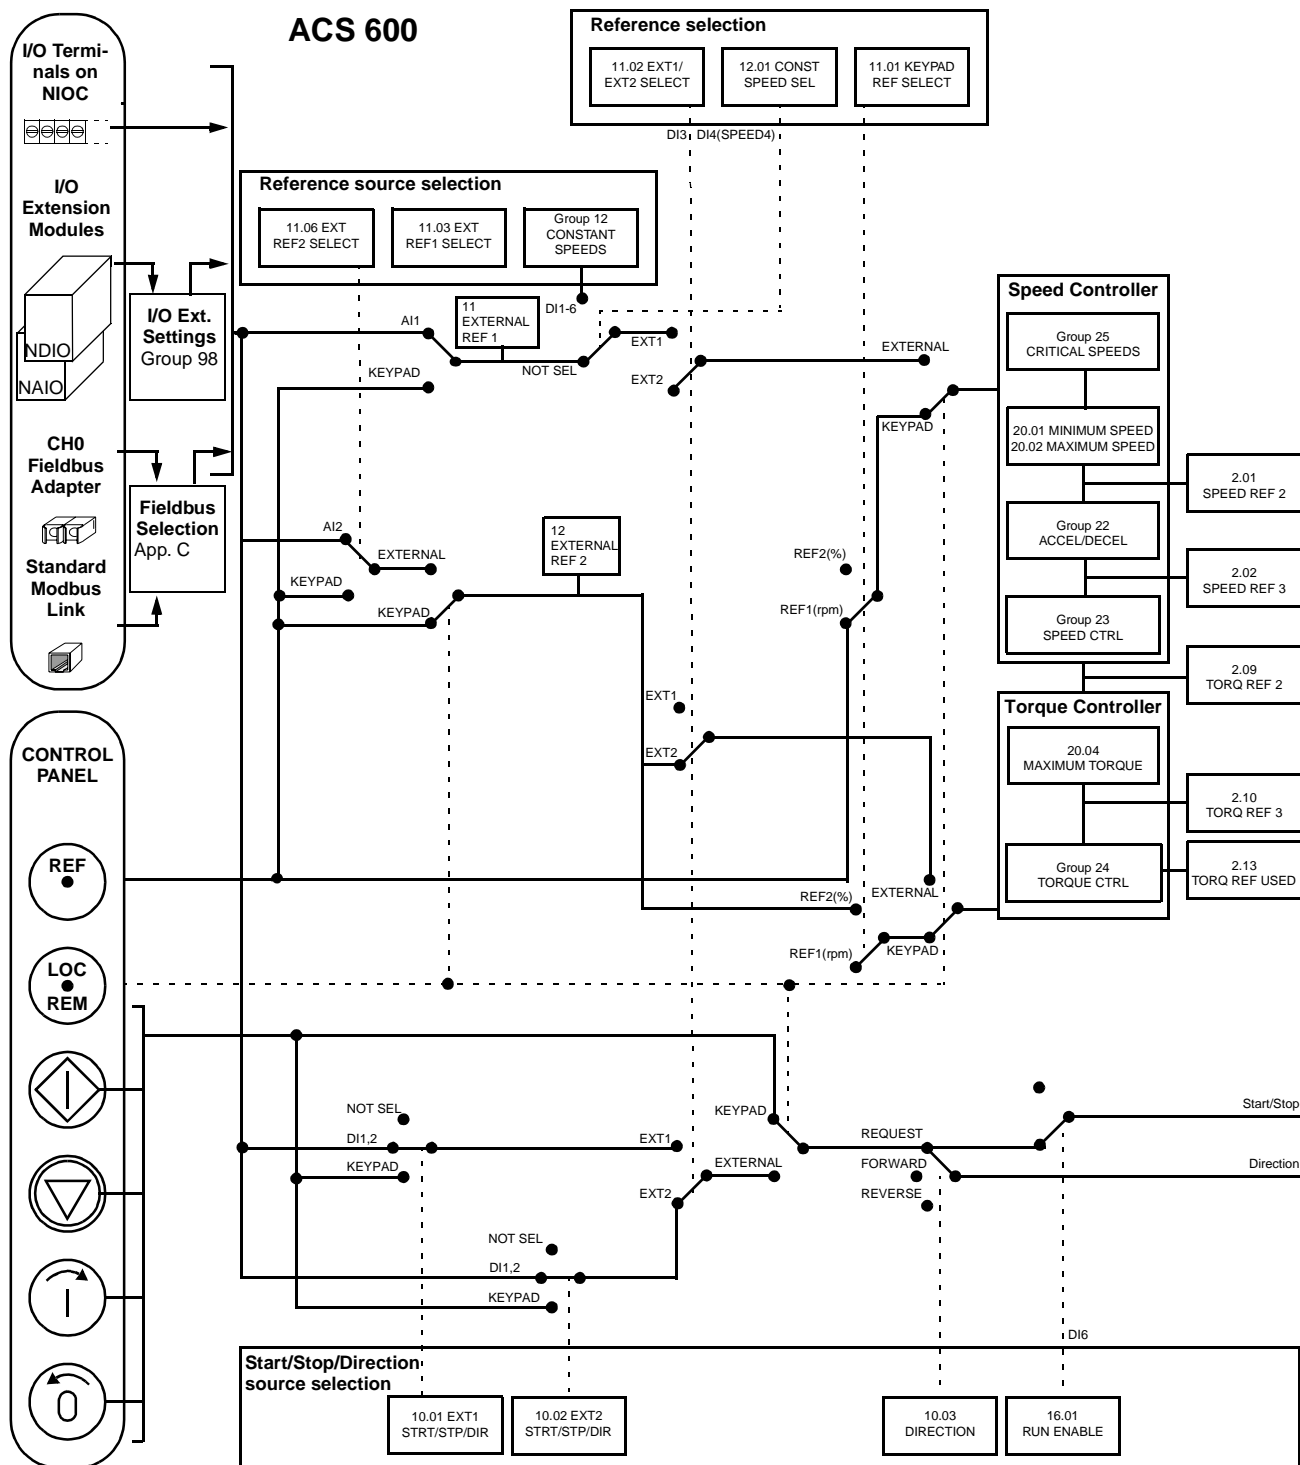 ACS 600
I/O Termi-
nals on
NIOC
I/O
Extension
Modules
NDIO
NAIO
CH0
Fieldbus
Adapter
Standard
Modbus
Link
I/O Ext.
Settings
Group 98
Fieldbus
Selection
App. C
Reference selection
11.02 EXT1/
EXT2 SELECT
12.01 CONST
SPEED SEL
11.01 KEYPAD
REF SELECT
DI3
DI4(SPEED4)
Reference source selection
11.06 EXT
REF2 SELECT
11.03 EXT
REF1 SELECT
Group 12
CONSTANT
SPEEDS
DI1-6
11
EXTERNAL
REF 1
AI1
KEYPAD
NOT SEL
EXT1
EXT2
EXTERNAL
KEYPAD
Speed Controller
Group 25
CRITICAL SPEEDS
20.01 MINIMUM SPEED
20.02 MAXIMUM SPEED
Group 22
ACCEL/DECEL
Group 23
SPEED CTRL
2.01
SPEED REF 2
2.02
SPEED REF 3
2.09
TORQ REF 2
AI2
EXTERNAL
KEYPAD
KEYPAD
12
EXTERNAL
REF 2
REF2(%)
REF1(rpm)
EXT1
EXT2
Torque Controller
20.04
MAXIMUM TORQUE
Group 24
TORQUE CTRL
2.10
TORQ REF 3
2.13
TORQ REF USED
EXTERNAL
REF2(%)
REF1(rpm)
KEYPAD
CONTROL
PANEL
REF
LOC
REM
I
I
0
NOT SEL
DI1,2
KEYPAD
EXT1
EXT2
KEYPAD
EXTERNAL
REQUEST
FORWARD
REVERSE
Start/Stop
Direction
NOT SEL
DI1,2
KEYPAD
DI6
Start/Stop/Direction
source selection
10.01 EXT1
STRT/STP/DIR
10.02 EXT2
STRT/STP/DIR
10.03
DIRECTION
16.01
RUN ENABLE